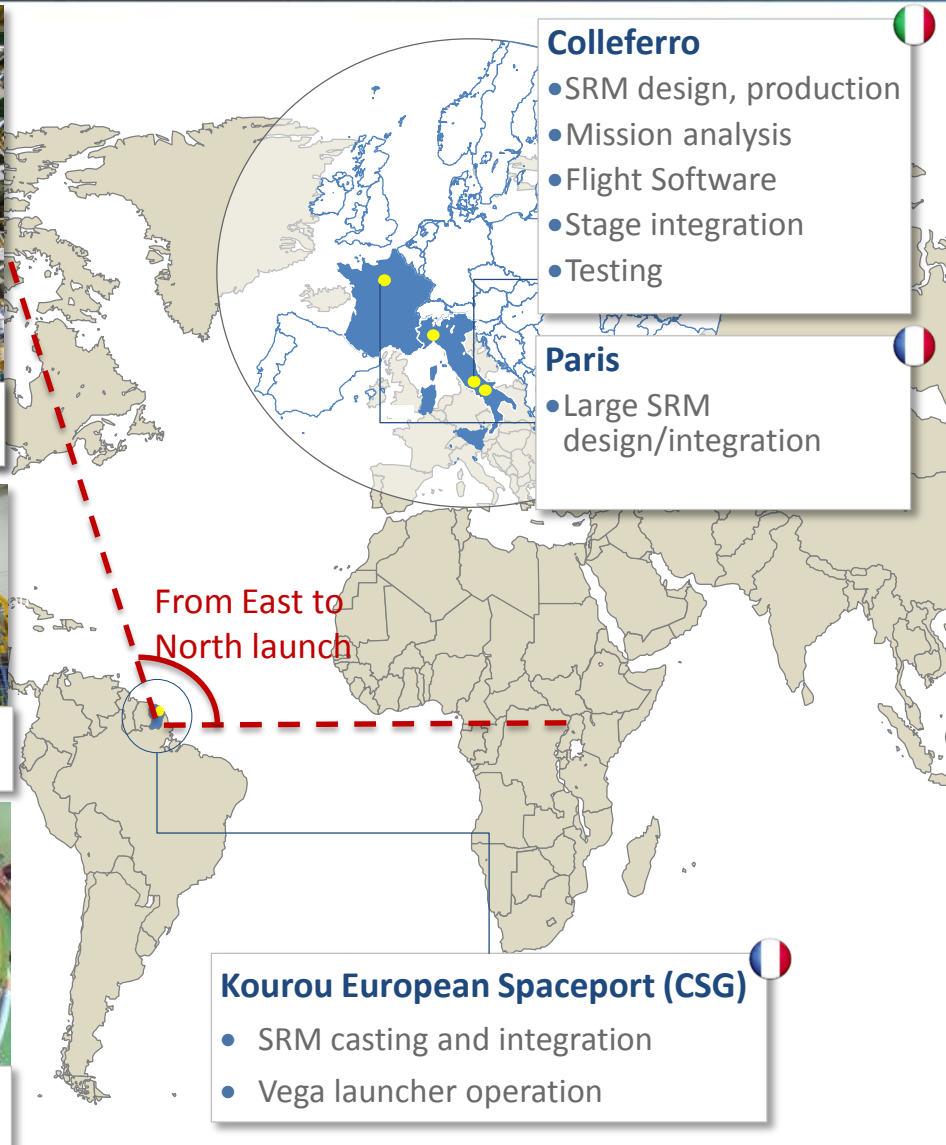 Colleferro
•SRM design, production
•Mission analysis
•Flight Software
•Stage integration
•Testing
Paris
•Large SRM
design/integration
From East to
North launch
Kourou European Spaceport (CSG)
• SRM casting and integration
• Vega launcher operation